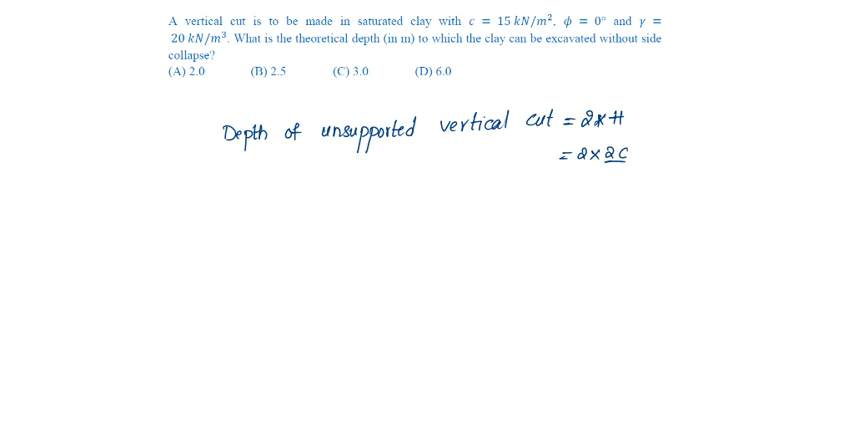 A vertical cut is to be made in saturated clay with c = 15 kN/m², ϕ = 0° and γ =
20 kN/m³. What is the theoretical depth (in m) to which the clay can be excavated without side
collapse?
(A) 2.0 (B) 2.5 (C) 3.0 (D) 6.0
Depth of unsupported vertical cut = 2×H
= 2×2C